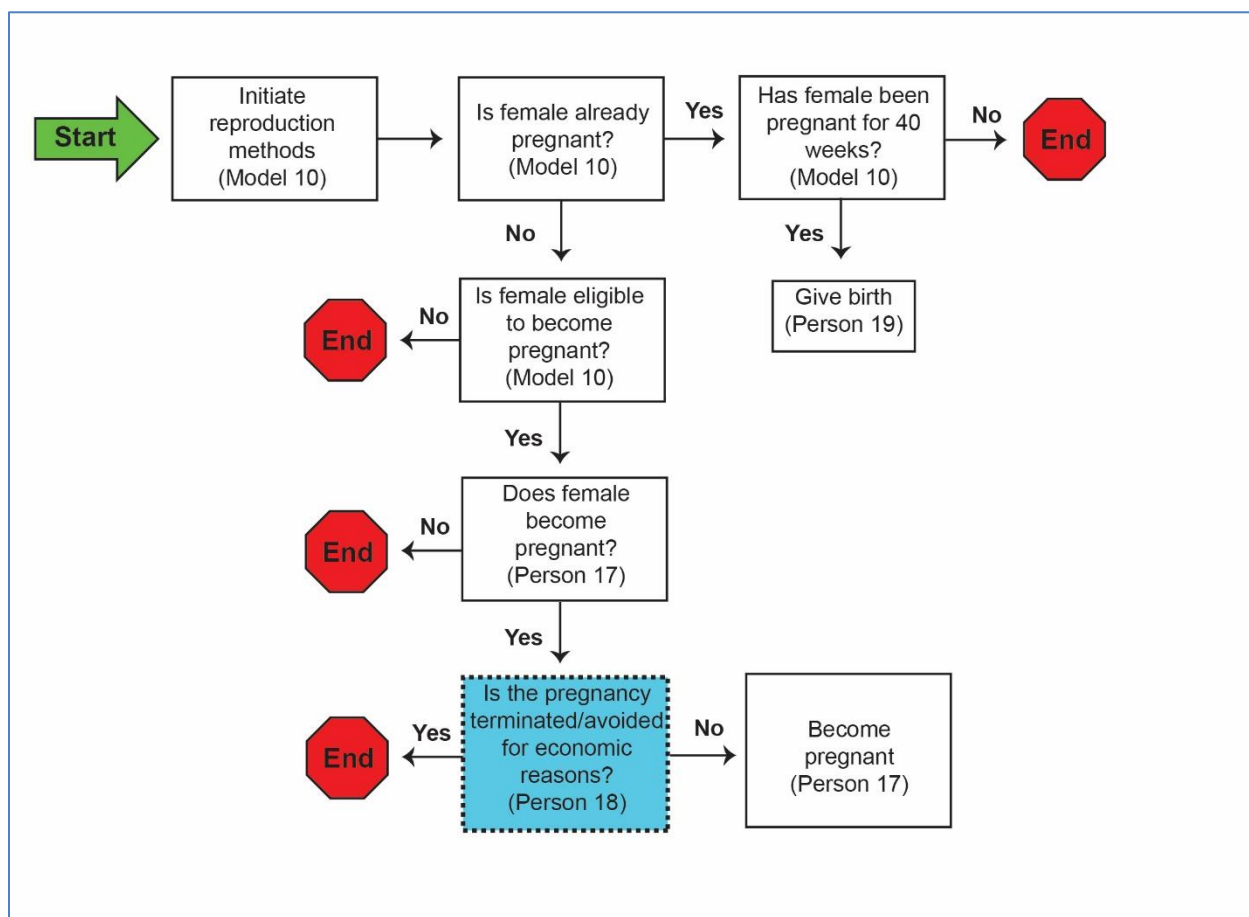 Start
Initiate
reproduction
methods
(Model 10)
Is female already
pregnant?
(Model 10)
Yes
Has female been
pregnant for 40
weeks?
(Model 10)
No
End
No
Yes
Give birth
(Person 19)
End
No
Is female eligible
to become
pregnant?
(Model 10)
Yes
End
No
Does female
become
pregnant?
(Person 17)
Yes
End
Yes
Is the pregnancy
terminated/avoided
for economic
reasons?
(Person 18)
No
Become
pregnant
(Person 17)